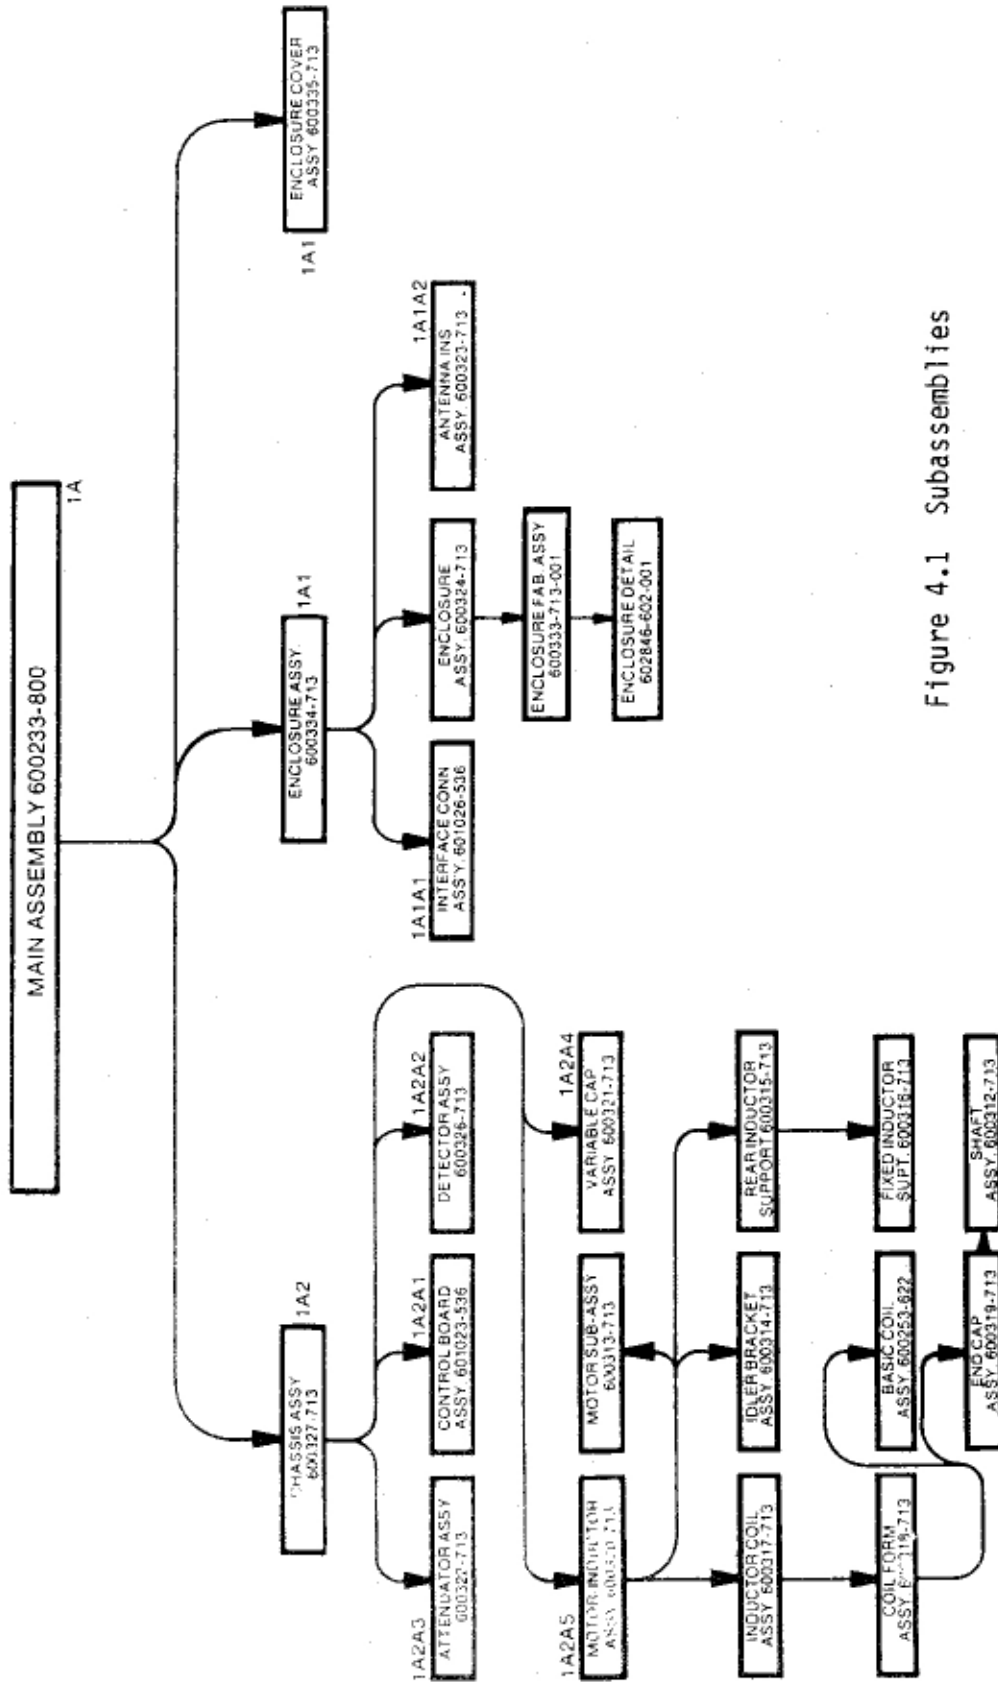 MAIN ASSEMBLY 600233-800
1A
CHASSIS ASSY
600327-713
1A2
ENCLOSURE ASSY.
600334-713
1A1
ENCLOSURE COVER
ASSY 600335-713
1A1
1A2A3
ATTENUATOR ASSY
600322-713
CONTROL BOARD
ASSY. 601023-536
1A2A1
DETECTOR ASSY
600326-713
1A2A2
1A1A1
INTERFACE CONN
ASS'Y. 601026-536
ENCLOSURE
ASSY. 600324-713
ANTENNA INS
ASSY. 600323-713
1A1A2
ENCLOSURE FAB. ASSY
600333-713-001
ENCLOSURE DETAIL
602846-602-001
1A2A5
MOTOR-INDUCTOR
ASSY.
MOTOR SUB-ASSY
600313-713
VARIABLE CAP
ASSY 600321-713
1A2A4
INDUCTOR COIL
ASSY 600317-713
IDLER BRACKET
ASSY. 600314-713
REAR INDUCTOR
SUPPORT 600315-713
COIL FORM
ASSY.
BASIC COIL
ASSY. 600253-622
FIXED INDUCTOR
SUPT. 600316-713
END CAP
ASSY 600319-713
SHAFT
ASSY. 600312-713
Figure 4.1 Subassemblies